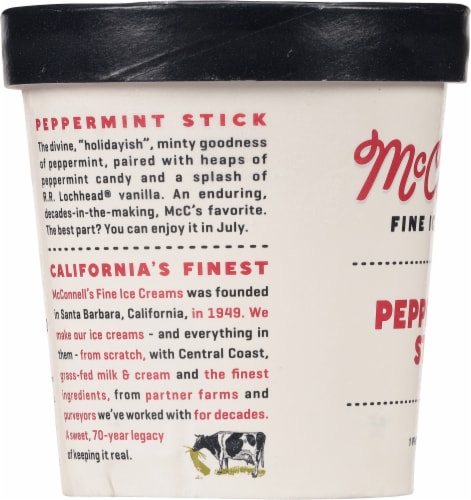 PEPPERMINT STICK
The divine, "holidayish", minty goodness
of peppermint, paired with heaps of
peppermint candy and a splash of
R.R. Lochhead® vanilla. An enduring,
decades-in-the-making, McC's favorite.
The best part? You can enjoy it in July.
CALIFORNIA'S FINEST
McConnell's Fine Ice Creams was founded
in Santa Barbara, California, in 1949. We
make our ice creams - and everything in
them - from scratch, with Central Coast,
grass-fed milk & cream and the finest
ingredients, from partner farms and
purveyors we've worked with for decades.
A sweet, 70-year legacy
of keeping it real.
McC
FINE I
PEPP
S